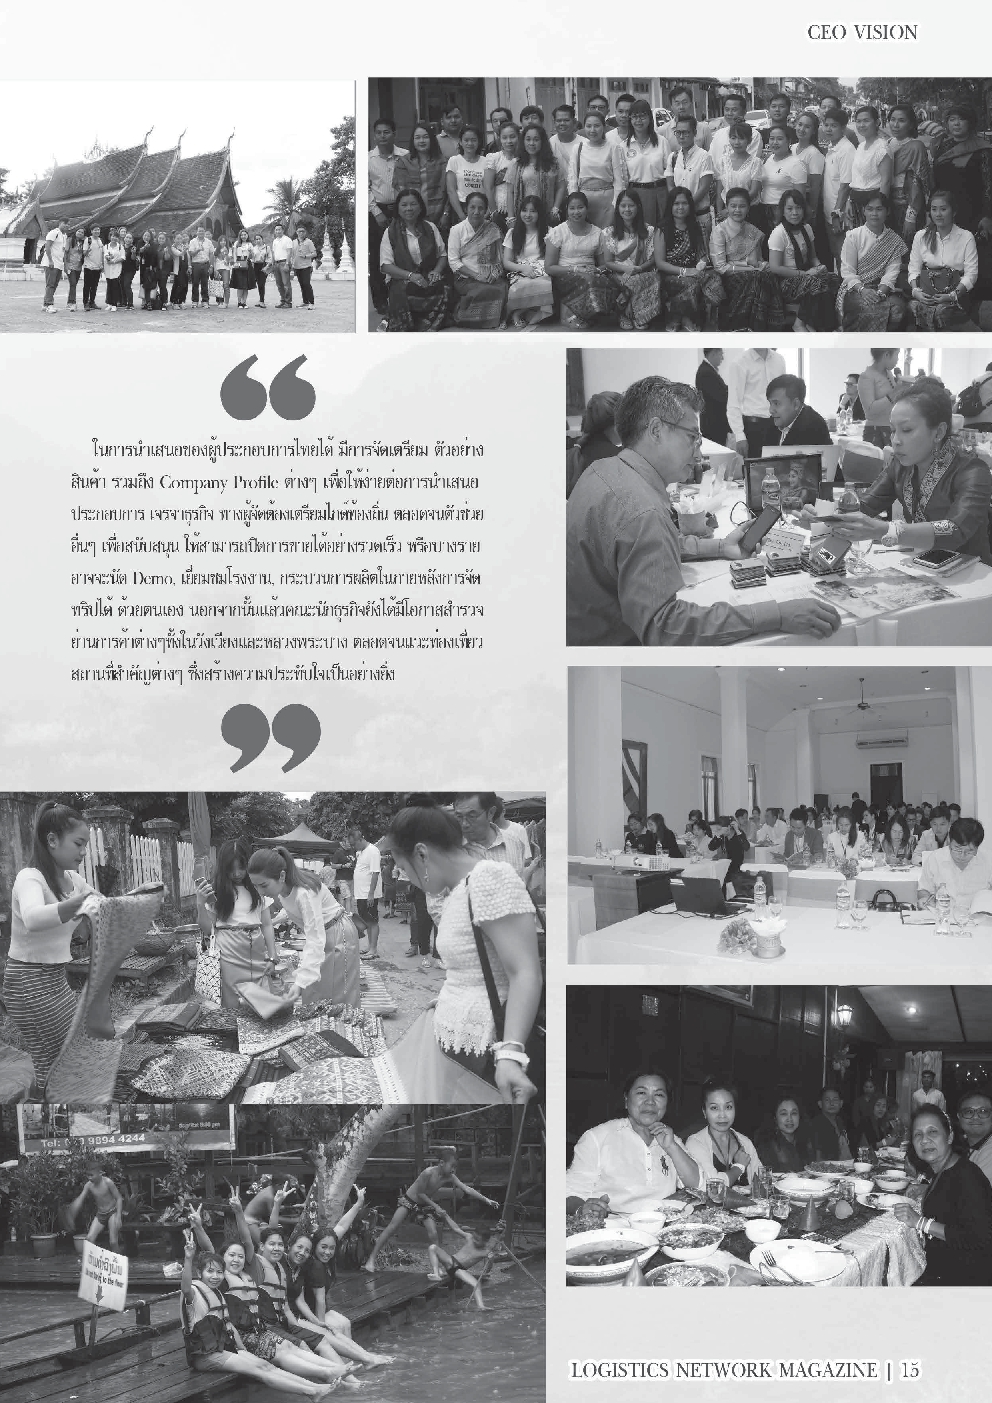 CEO VISION
ในการนำเสนอของผู้ประกอบการไทยได้ มีการจัดเตรียม ตัวอย่าง
สินค้า รวมถึง Company Profile ต่างๆ เพื่อให้ง่ายต่อการนำเสนอ
ประกอบการ เจรจาธุรกิจ ทางผู้จัดต้องเตรียมไกด์ท้องถิ่น ตลอดจนตัวช่วย
อื่นๆ เพื่อสนับสนุน ให้สามารถปิดการขายได้อย่างรวดเร็ว หรือบางราย
อาจจะนัด Demo, เยี่ยมชมโรงงาน, กระบวนการผลิตในภายหลังการจัด
ทริปได้ ด้วยตนเอง นอกจากนั้นแล้วคณะนักธุรกิจยังได้มีโอกาสสำรวจ
ย่านการค้าต่างๆทั้งในวังเวียงและหลวงพระบาง ตลอดจนแวะท่องเที่ยว
สถานที่สำคัญต่างๆ ซึ่งสร้างความประทับใจเป็นอย่างยิ่ง
Tel: 020 9894 4244
LOGISTICS NETWORK MAGAZINE | 15